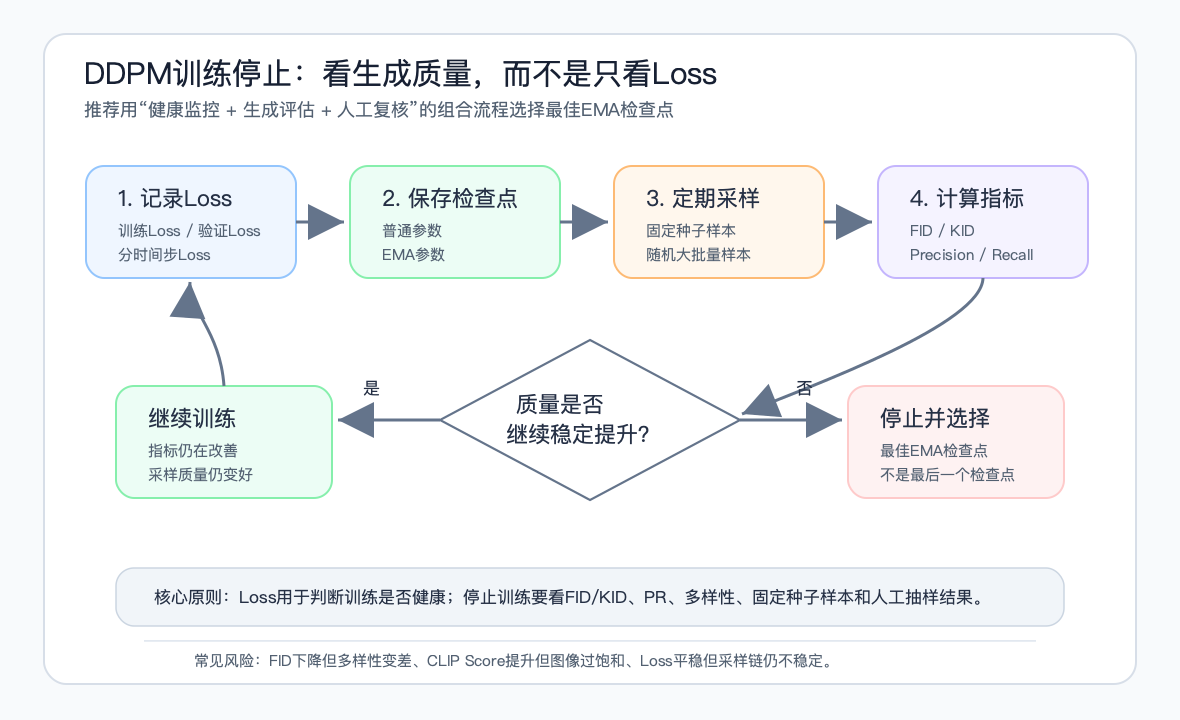 DDPM训练停止：看生成质量，而不是只看Loss
推荐用“健康监控 + 生成评估 + 人工复核”的组合流程选择最佳EMA检查点
1. 记录Loss
训练Loss / 验证Loss
分时间步Loss
2. 保存检查点
普通参数
EMA参数
3. 定期采样
固定种子样本
随机大批量样本
4. 计算指标
FID / KID
Precision / Recall
继续训练
指标仍在改善
采样质量仍变好
是
质量是否
继续稳定提升?
否
停止并选择
最佳EMA检查点
不是最后一个检查点
核心原则：Loss用于判断训练是否健康；停止训练要看FID/KID、PR、多样性、固定种子样本和人工抽样结果。
常见风险：FID下降但多样性变差、CLIP Score提升但图像过饱和、Loss平稳但采样链仍不稳定。